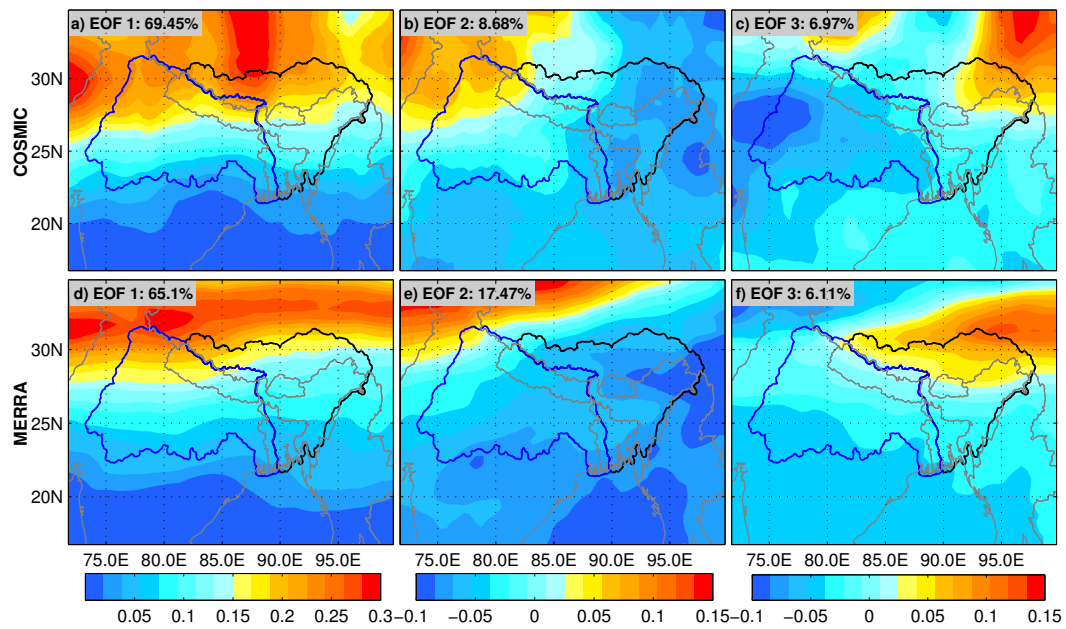 a) EOF 1: 69.45%
b) EOF 2: 8.68%
c) EOF 3: 6.97%
30N
25N
20N
COSMIC
d) EOF 1: 65.1%
e) EOF 2: 17.47%
f) EOF 3: 6.11%
30N
25N
20N
MERRA
75.0E 80.0E 85.0E 90.0E 95.0E
75.0E 80.0E 85.0E 90.0E 95.0E
75.0E 80.0E 85.0E 90.0E 95.0E
0.05 0.1 0.15 0.2 0.25 0.3
−0.1 −0.05 0 0.05 0.1 0.15
−0.1 −0.05 0 0.05 0.1 0.15